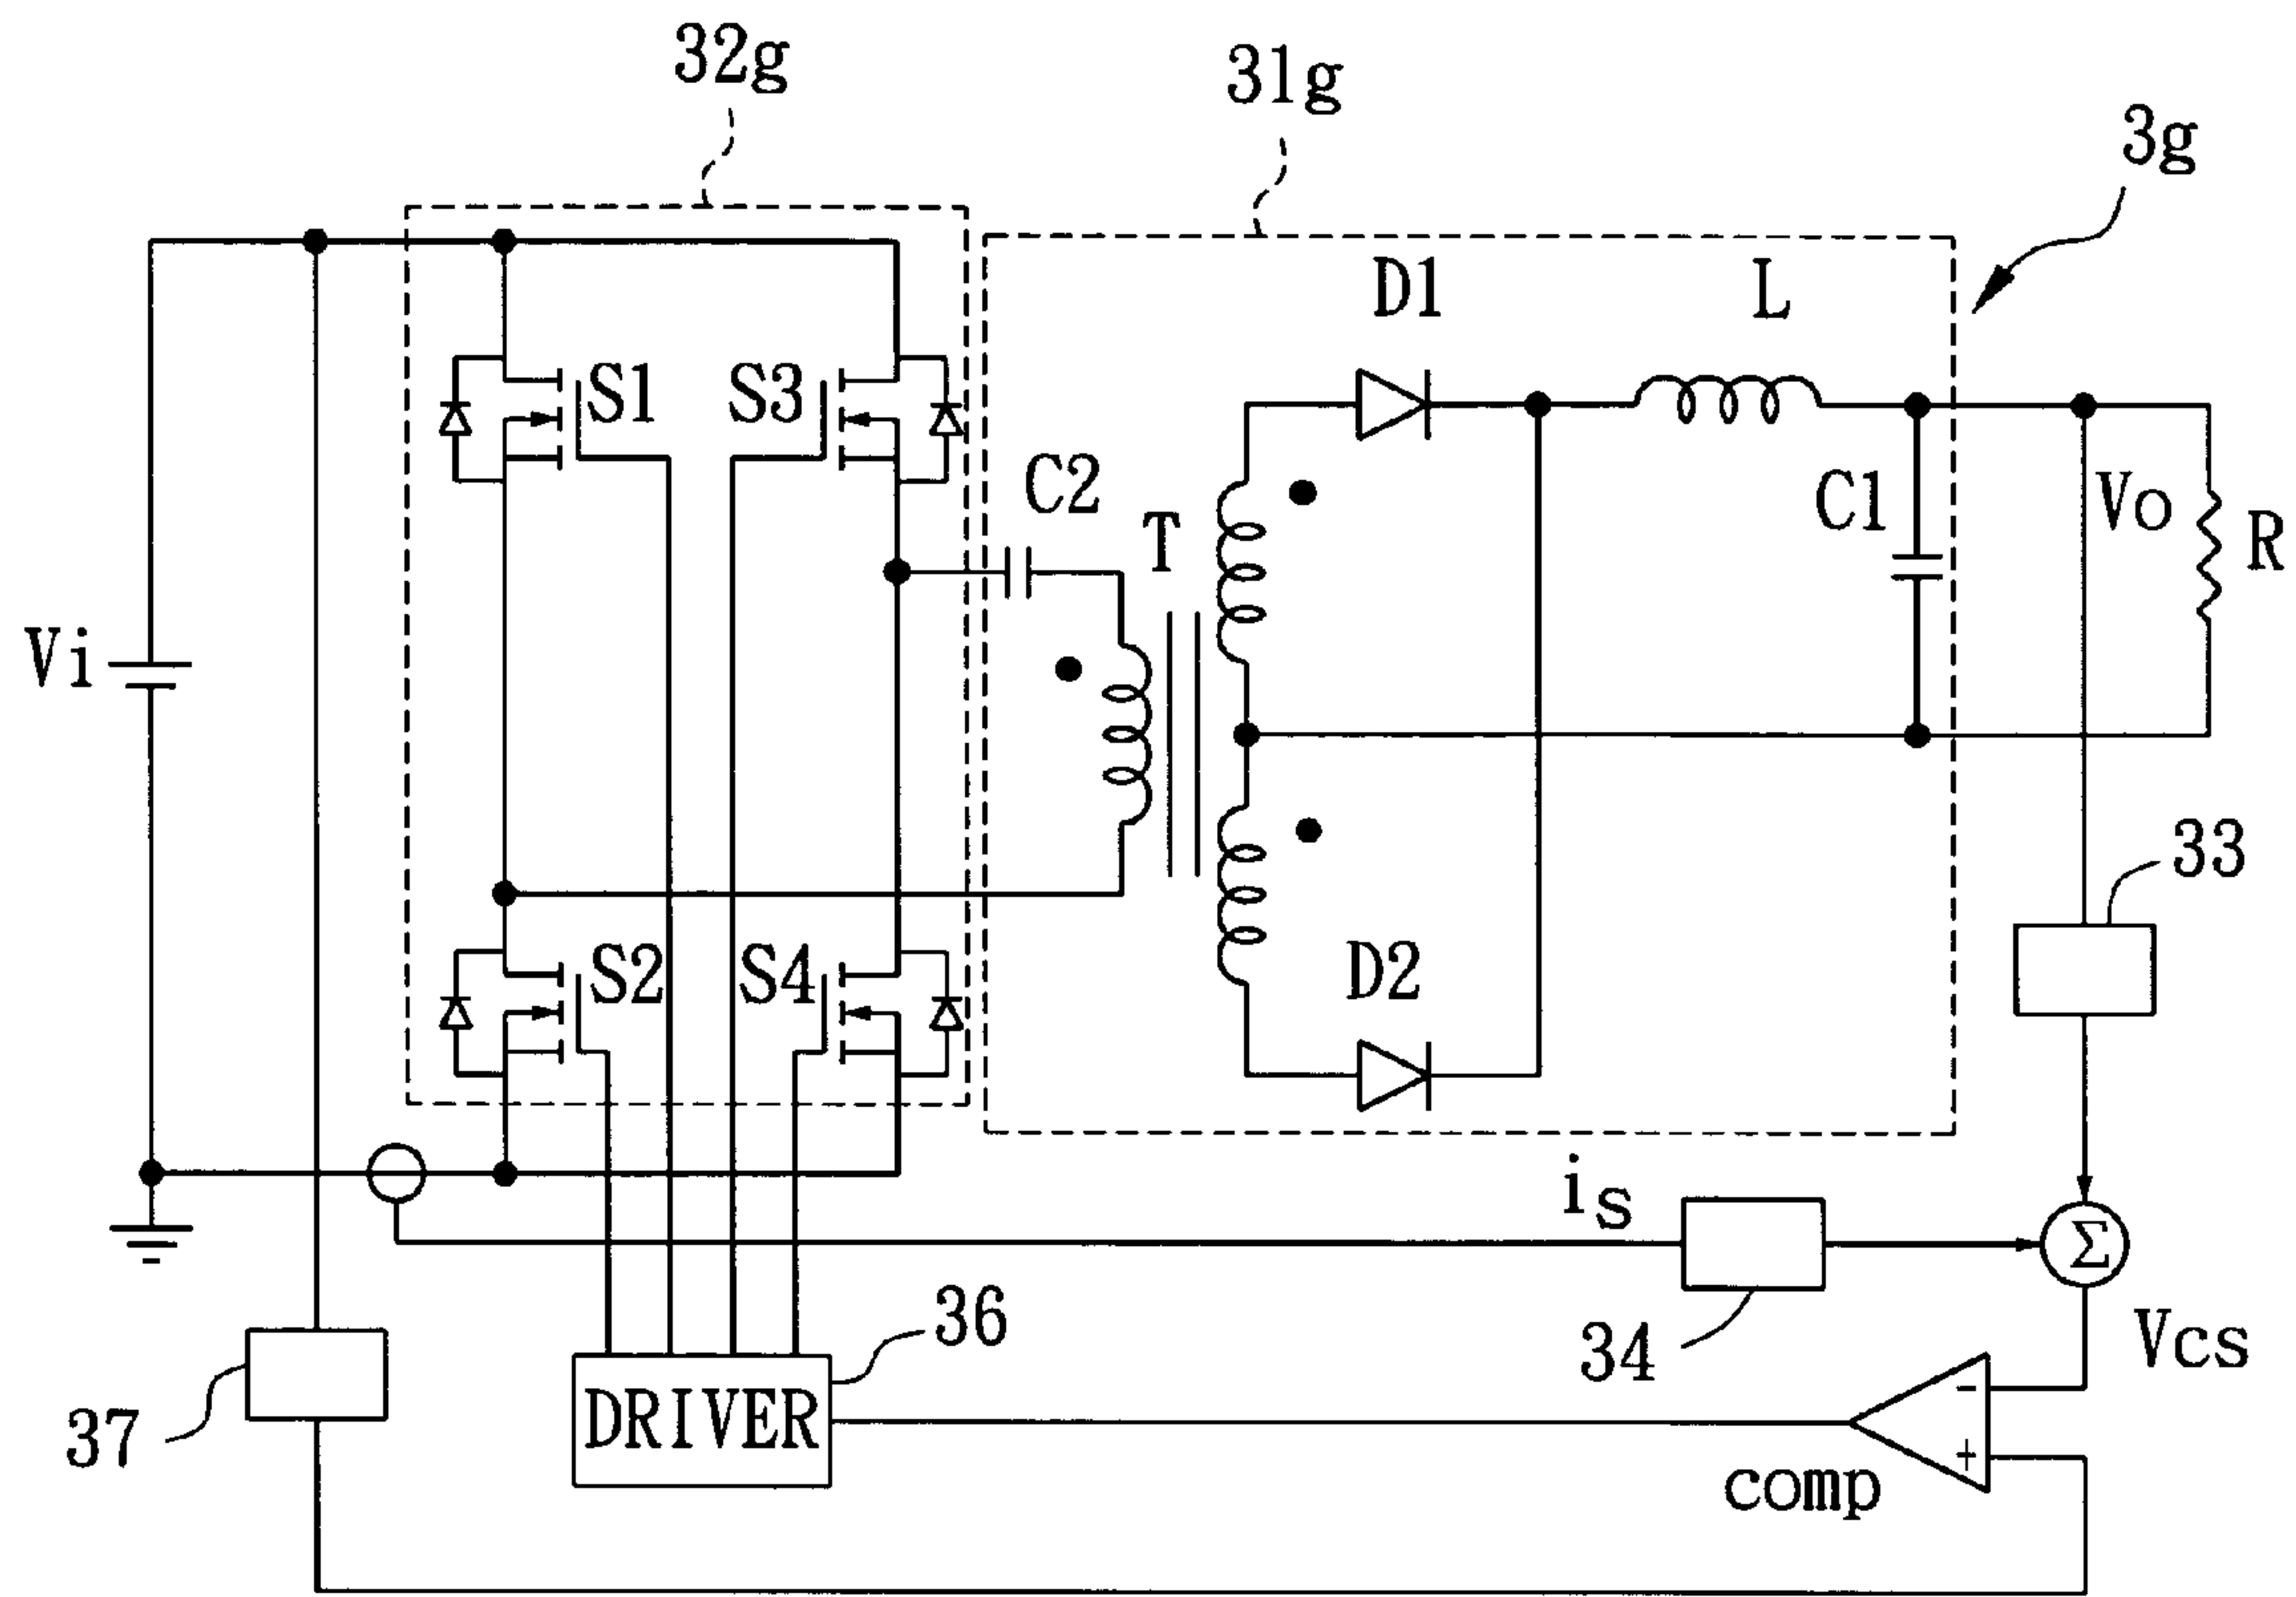 32g
31g
3g
D1
L
S1
S3
C2
T
C1
Vo
R
Vi
33
S2
S4
D2
is
Σ
36
34
Vcs
37
DRIVER
-
+
comp